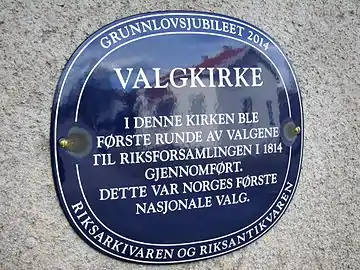 GRUNNLOVSJUBILEET 2014
VALGKIRKE
I DENNE KIRKEN BLE
FØRSTE RUNDE AV VALGENE
TIL RIKSFORSAMLINGEN I 1814
GJENNOMFØRT.
DETTE VAR NORGES FØRSTE
NASJONALE VALG.
RIKSARKIVAREN OG RIKSANTIKVAREN